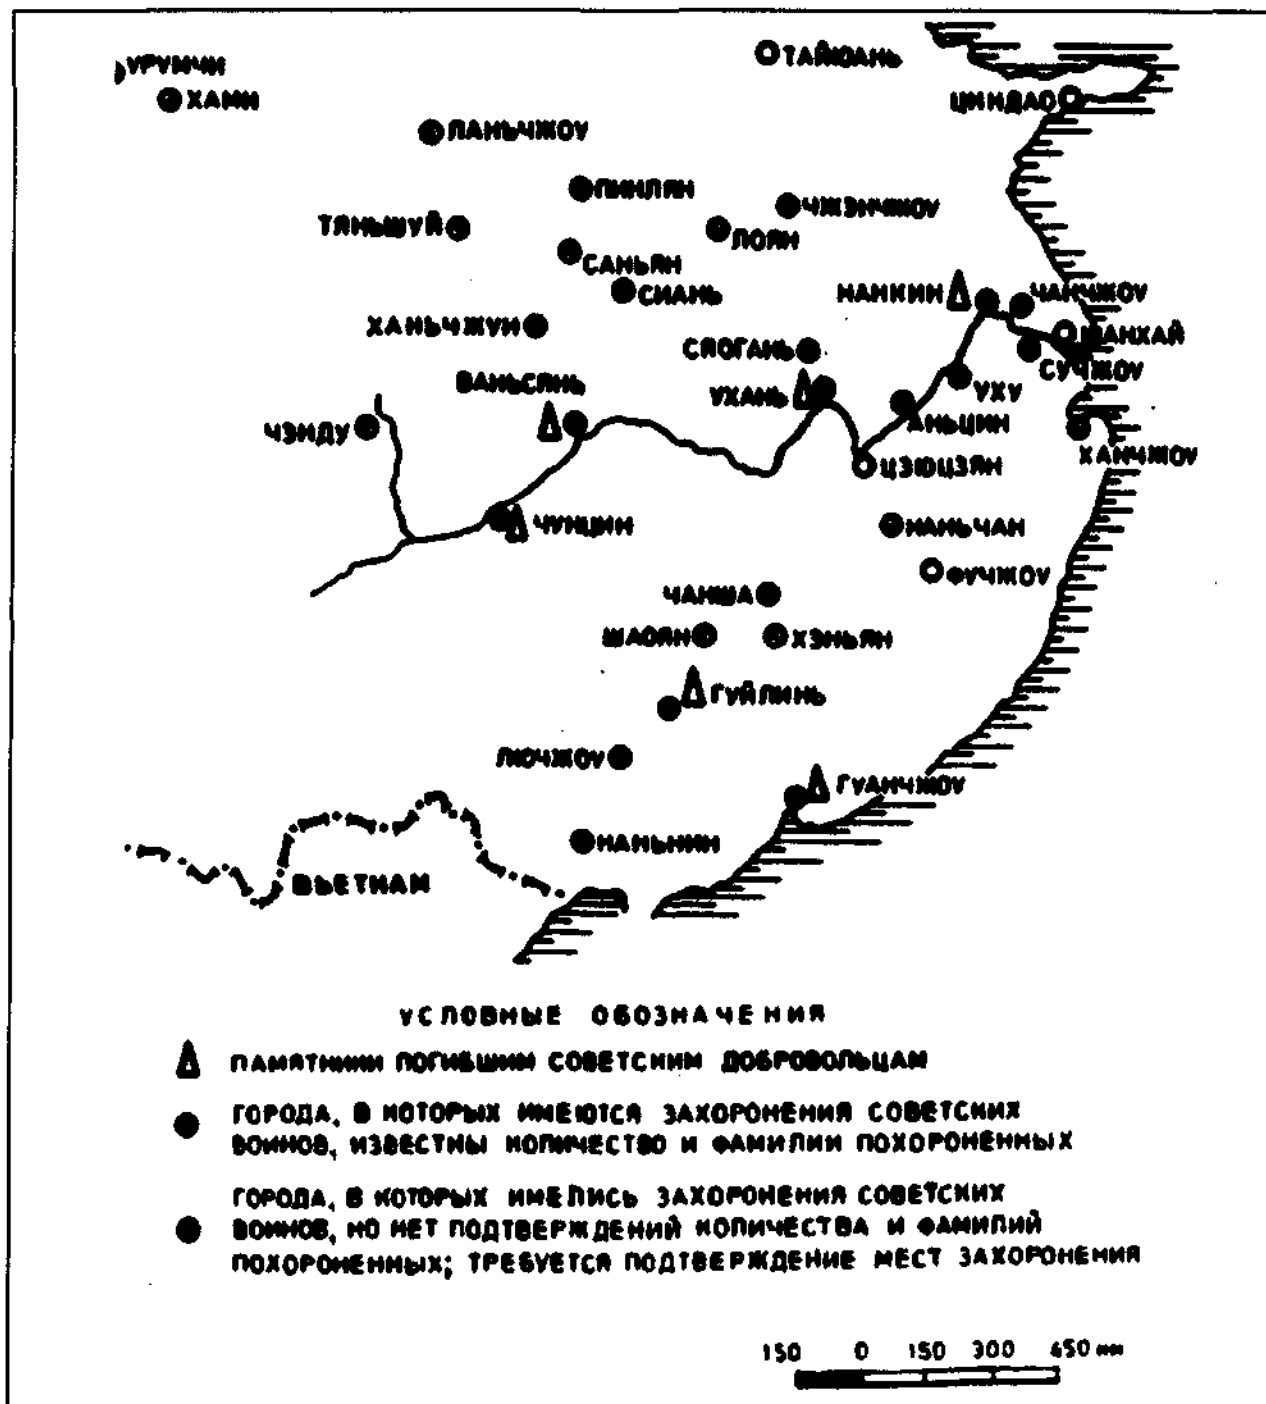 УРУМЧИ
ТАЙЮАНЬ
ХАМИ
ЦИНДАО
ЛАНЬЧЖОУ
ПИНЛЯН
ЧЖЭНЧЖОУ
ТЯНЬШУЙ
ЛОЯН
САНЬЯН
СИАНЬ
НАНКИН
ЧАНЧЖОУ
ХАНЬЧЖУН
ШАНХАЙ
СЯОГАНЬ
СУЧЖОУ
ВАНЬСЯНЬ
УХАНЬ
УХУ
АНЬЦИН
ЧЭНДУ
ХАНЧЖОУ
ЦЗЮЦЗЯН
ЧУНЦИН
НАНЬЧАН
ФУЧЖОУ
ЧАНША
ШАОЯН
ХЭНЬЯН
ГУЙЛИНЬ
ЛЮЧЖОУ
ГУАНЧЖОУ
НАНЬНИН
ВЬЕТНАМ
УСЛОВНЫЕ ОБОЗНАЧЕНИЯ
ПАМЯТНИКИ ПОГИБШИМ СОВЕТСКИМ ДОБРОВОЛЬЦАМ
ГОРОДА, В КОТОРЫХ ИМЕЮТСЯ ЗАХОРОНЕНИЯ СОВЕТСКИХ
ВОИНОВ, ИЗВЕСТНЫ КОЛИЧЕСТВО И ФАМИЛИИ ПОХОРОНЕННЫХ
ГОРОДА, В КОТОРЫХ ИМЕЛИСЬ ЗАХОРОНЕНИЯ СОВЕТСКИХ
ВОИНОВ, НО НЕТ ПОДТВЕРЖДЕНИЙ КОЛИЧЕСТВА И ФАМИЛИЙ
ПОХОРОНЕННЫХ; ТРЕБУЕТСЯ ПОДТВЕРЖДЕНИЕ МЕСТ ЗАХОРОНЕНИЯ
150 0 150 300 450 км